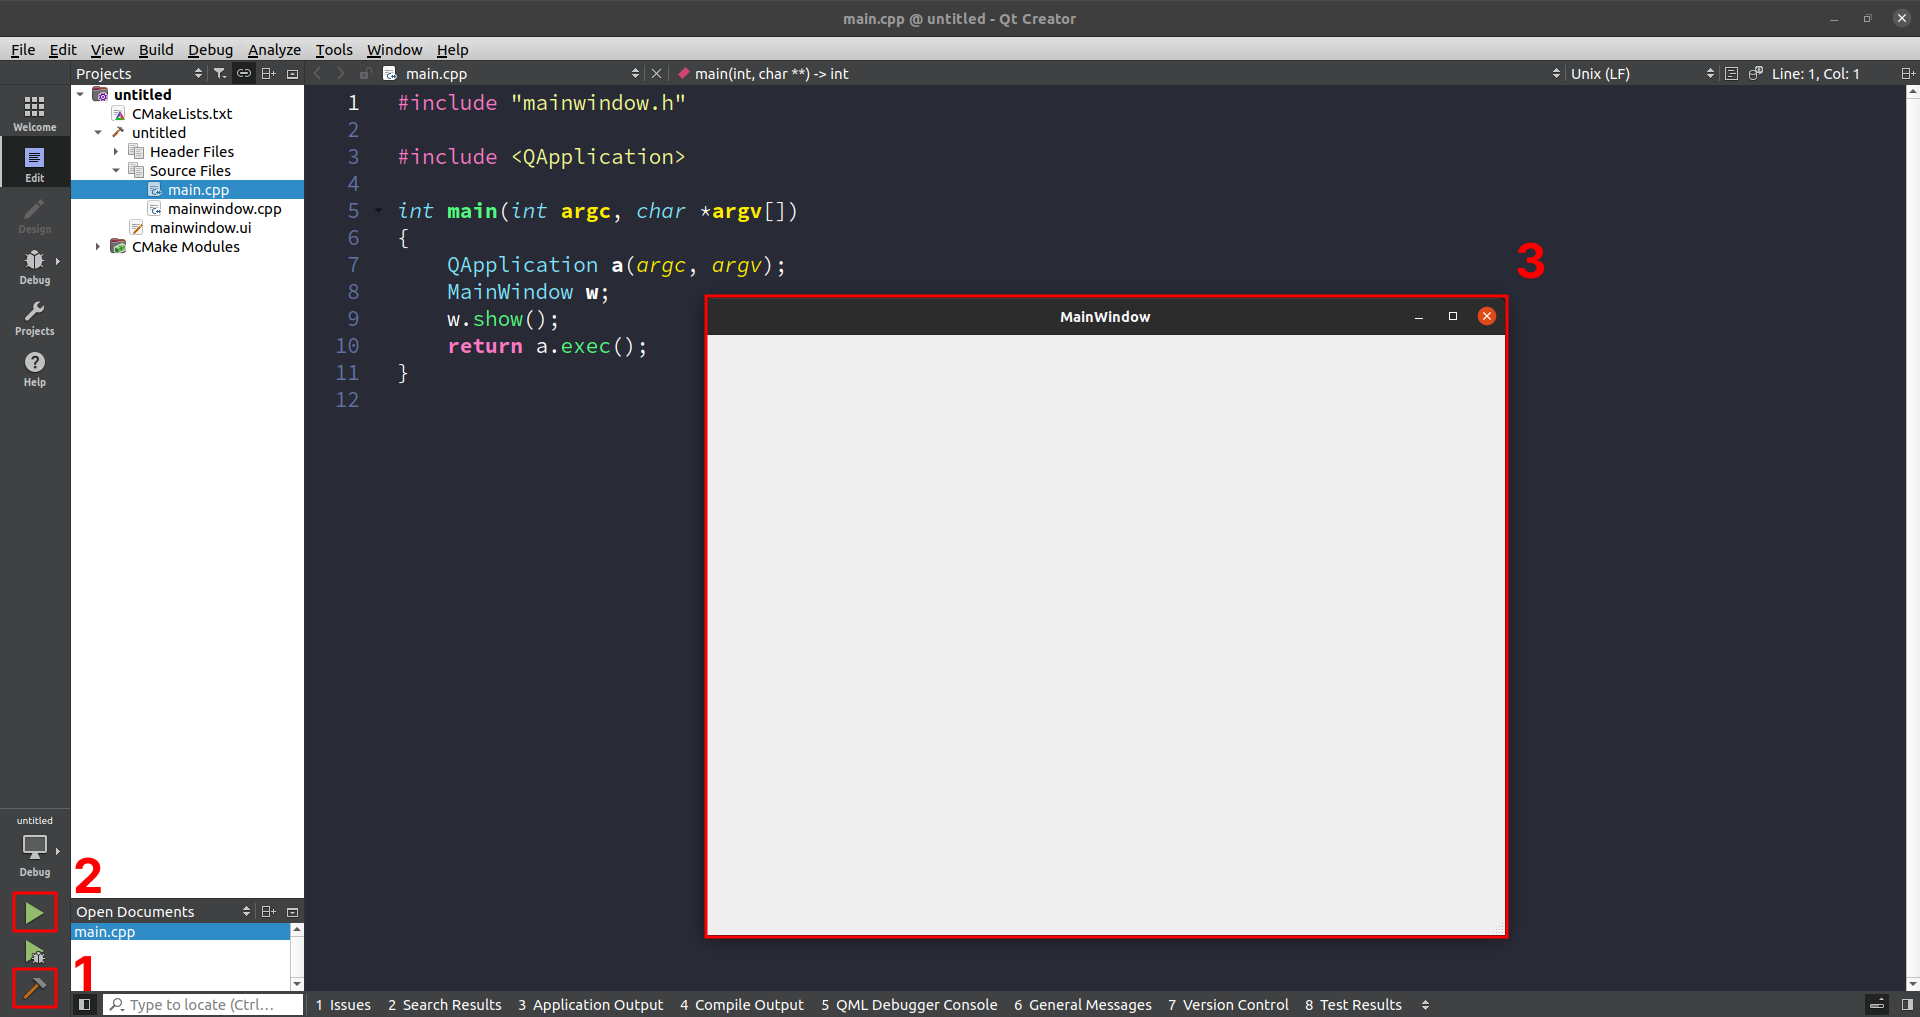 main.cpp @ untitled - Qt Creator
File Edit View Build Debug Analyze Tools Window Help
Projects
main.cpp
main(int, char **) -> int
Unix (LF)
Line: 1, Col: 1
Welcome
Edit
Design
Debug
Projects
Help
untitled
CMakeLists.txt
untitled
Header Files
Source Files
main.cpp
mainwindow.cpp
mainwindow.ui
CMake Modules
1 #include "mainwindow.h"
2
3 #include <QApplication>
4
5 int main(int argc, char *argv[])
6 {
7 QApplication a(argc, argv);
8 MainWindow w;
9 w.show();
10 return a.exec();
11 }
12
3
MainWindow
untitled
Debug
2
Open Documents
main.cpp
1
Type to locate (Ctrl...
1 Issues 2 Search Results 3 Application Output 4 Compile Output 5 QML Debugger Console 6 General Messages 7 Version Control 8 Test Results